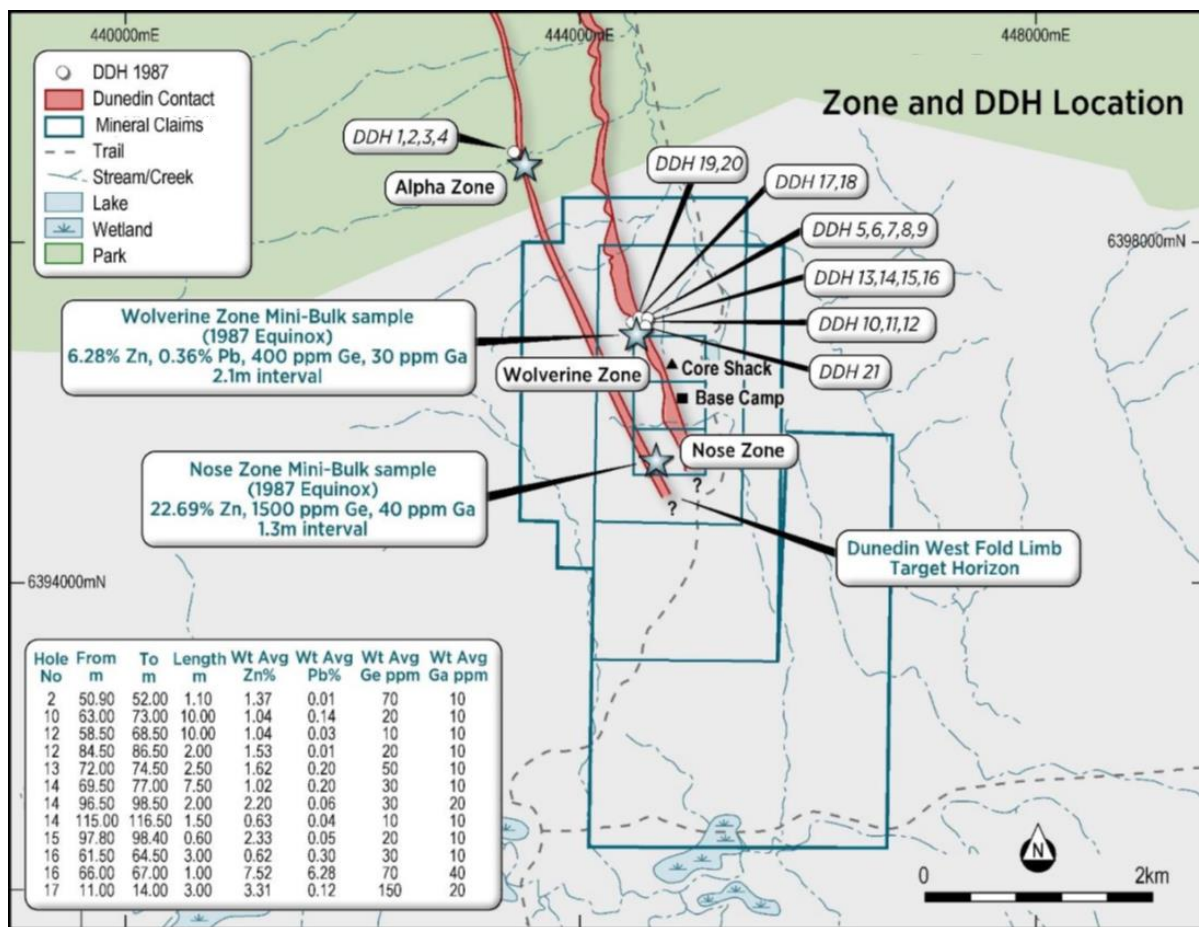 440000mE
444000mE
448000mE
DDH 1987
Dunedin Contact
Mineral Claims
Trail
Stream/Creek
Lake
Wetland
Park
Zone and DDH Location
DDH 1,2,3,4
Alpha Zone
DDH 19,20
DDH 17,18
DDH 5,6,7,8,9
6398000mN
DDH 13,14,15,16
DDH 10,11,12
DDH 21
Wolverine Zone Mini-Bulk sample
(1987 Equinox)
6.28% Zn, 0.36% Pb, 400 ppm Ge, 30 ppm Ga
2.1m interval
Wolverine Zone
Core Shack
Base Camp
Nose Zone
Nose Zone Mini-Bulk sample
(1987 Equinox)
22.69% Zn, 1500 ppm Ge, 40 ppm Ga
1.3m interval
?
?
Dunedin West Fold Limb
Target Horizon
6394000mN
Hole No From m To m Length m Wt Avg Zn% Wt Avg Pb% Wt Avg Ge ppm Wt Avg Ga ppm
2 50.90 52.00 1.10 1.37 0.01 70 10
10 63.00 73.00 10.00 1.04 0.14 20 10
12 58.50 68.50 10.00 1.04 0.03 10 10
12 84.50 86.50 2.00 1.53 0.01 20 10
13 72.00 74.50 2.50 1.62 0.20 50 10
14 69.50 77.00 7.50 1.02 0.20 30 10
14 96.50 98.50 2.00 2.20 0.06 30 20
14 115.00 116.50 1.50 0.63 0.04 10 10
15 97.80 98.40 0.60 2.33 0.05 20 10
16 61.50 64.50 3.00 0.62 0.30 30 10
16 66.00 67.00 1.00 7.52 6.28 70 40
17 11.00 14.00 3.00 3.31 0.12 150 20
N
0 2km